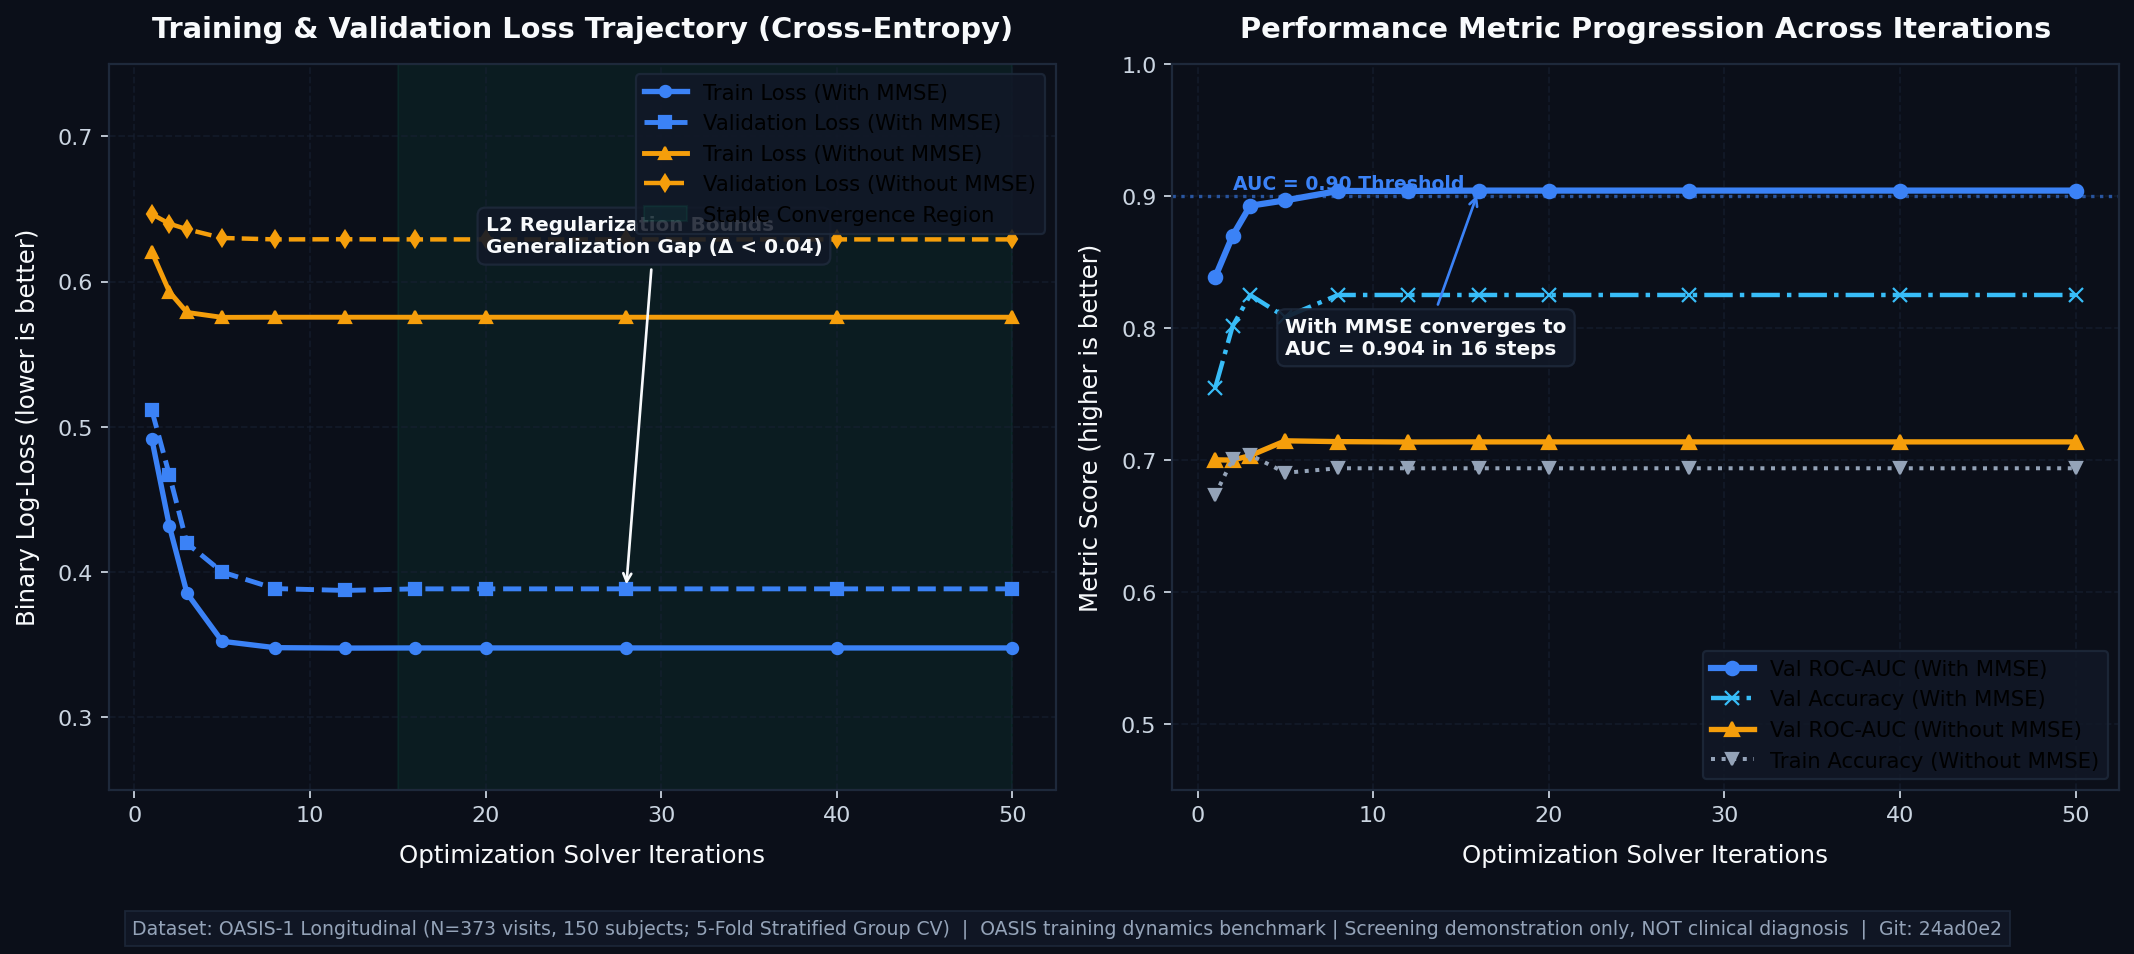 Training & Validation Loss Trajectory (Cross-Entropy)
Binary Log-Loss (lower is better)
0.7
0.6
0.5
0.4
0.3
Train Loss (With MMSE)
Validation Loss (With MMSE)
Train Loss (Without MMSE)
Validation Loss (Without MMSE)
Stable Convergence Region
L2 Regularization Bounds
Generalization Gap (Δ < 0.04)
0
10
20
30
40
50
Optimization Solver Iterations
Performance Metric Progression Across Iterations
Metric Score (higher is better)
1.0
0.9
0.8
0.7
0.6
0.5
AUC = 0.90 Threshold
With MMSE converges to
AUC = 0.904 in 16 steps
Val ROC-AUC (With MMSE)
Val Accuracy (With MMSE)
Val ROC-AUC (Without MMSE)
Train Accuracy (Without MMSE)
0
10
20
30
40
50
Optimization Solver Iterations
Dataset: OASIS-1 Longitudinal (N=373 visits, 150 subjects; 5-Fold Stratified Group CV) | OASIS training dynamics benchmark | Screening demonstration only, NOT clinical diagnosis | Git: 24ad0e2